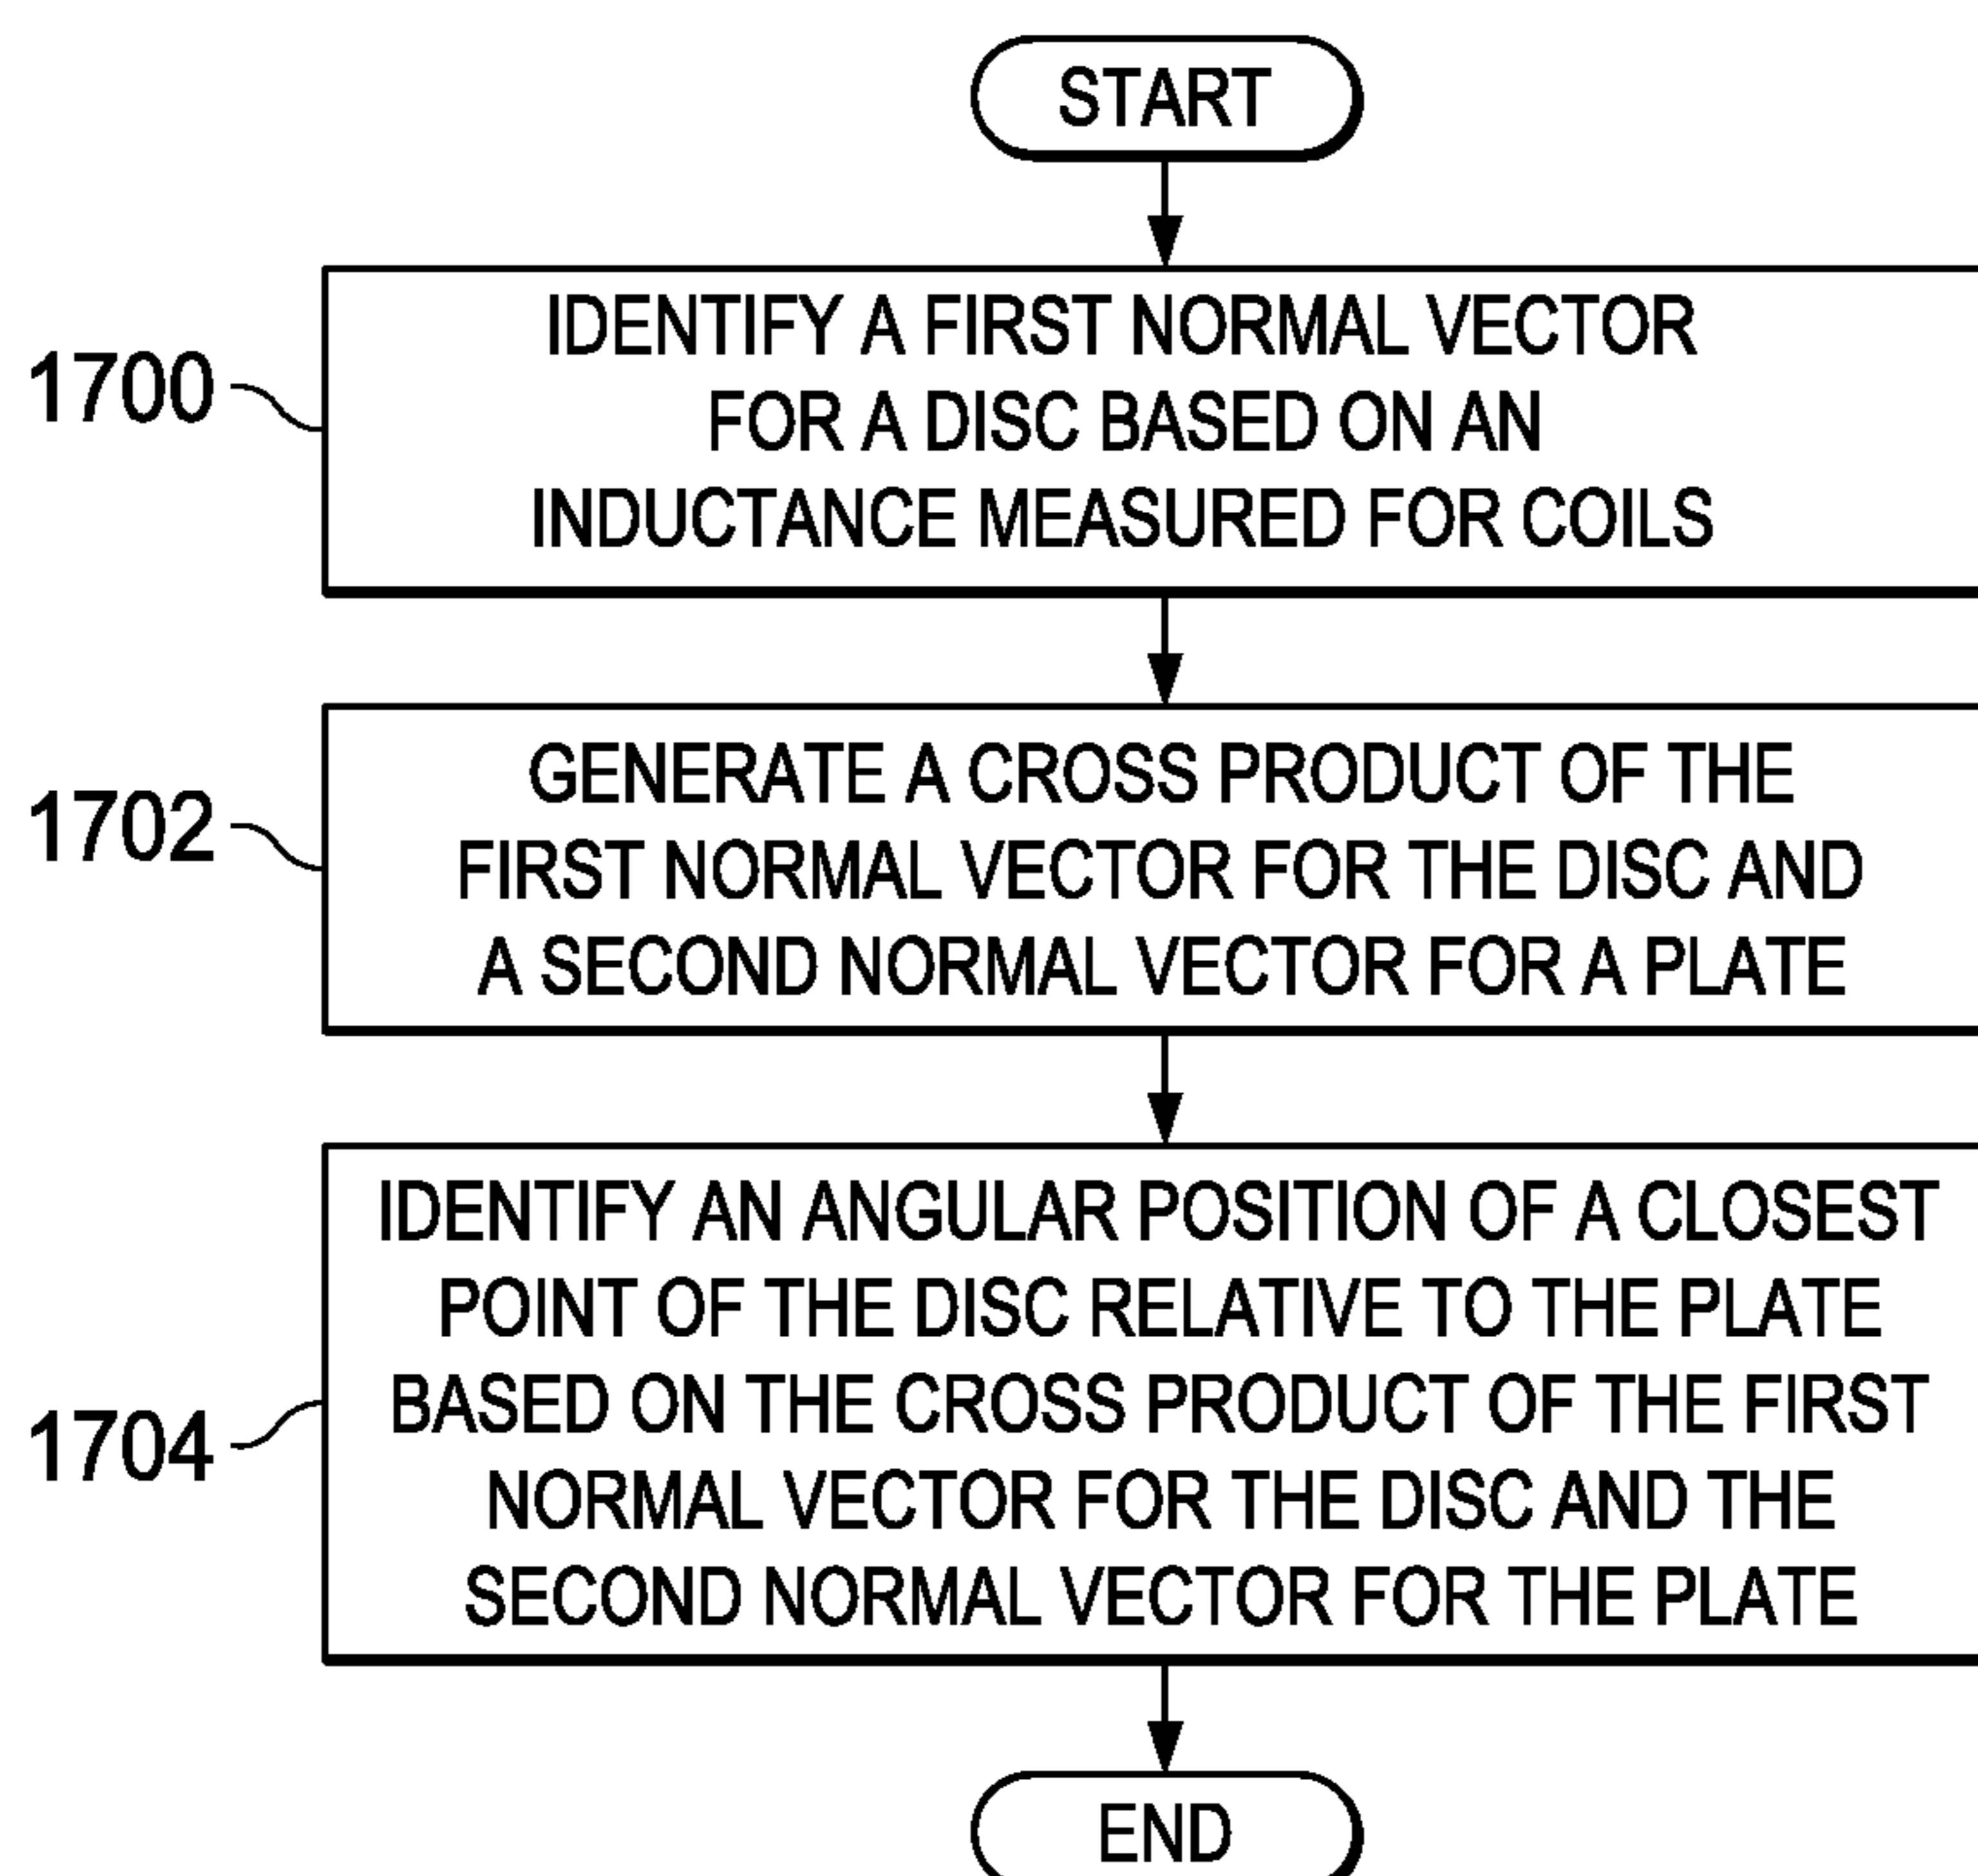 START
1700
IDENTIFY A FIRST NORMAL VECTOR
FOR A DISC BASED ON AN
INDUCTANCE MEASURED FOR COILS
1702
GENERATE A CROSS PRODUCT OF THE
FIRST NORMAL VECTOR FOR THE DISC AND
A SECOND NORMAL VECTOR FOR A PLATE
1704
IDENTIFY AN ANGULAR POSITION OF A CLOSEST
POINT OF THE DISC RELATIVE TO THE PLATE
BASED ON THE CROSS PRODUCT OF THE FIRST
NORMAL VECTOR FOR THE DISC AND THE
SECOND NORMAL VECTOR FOR THE PLATE
END